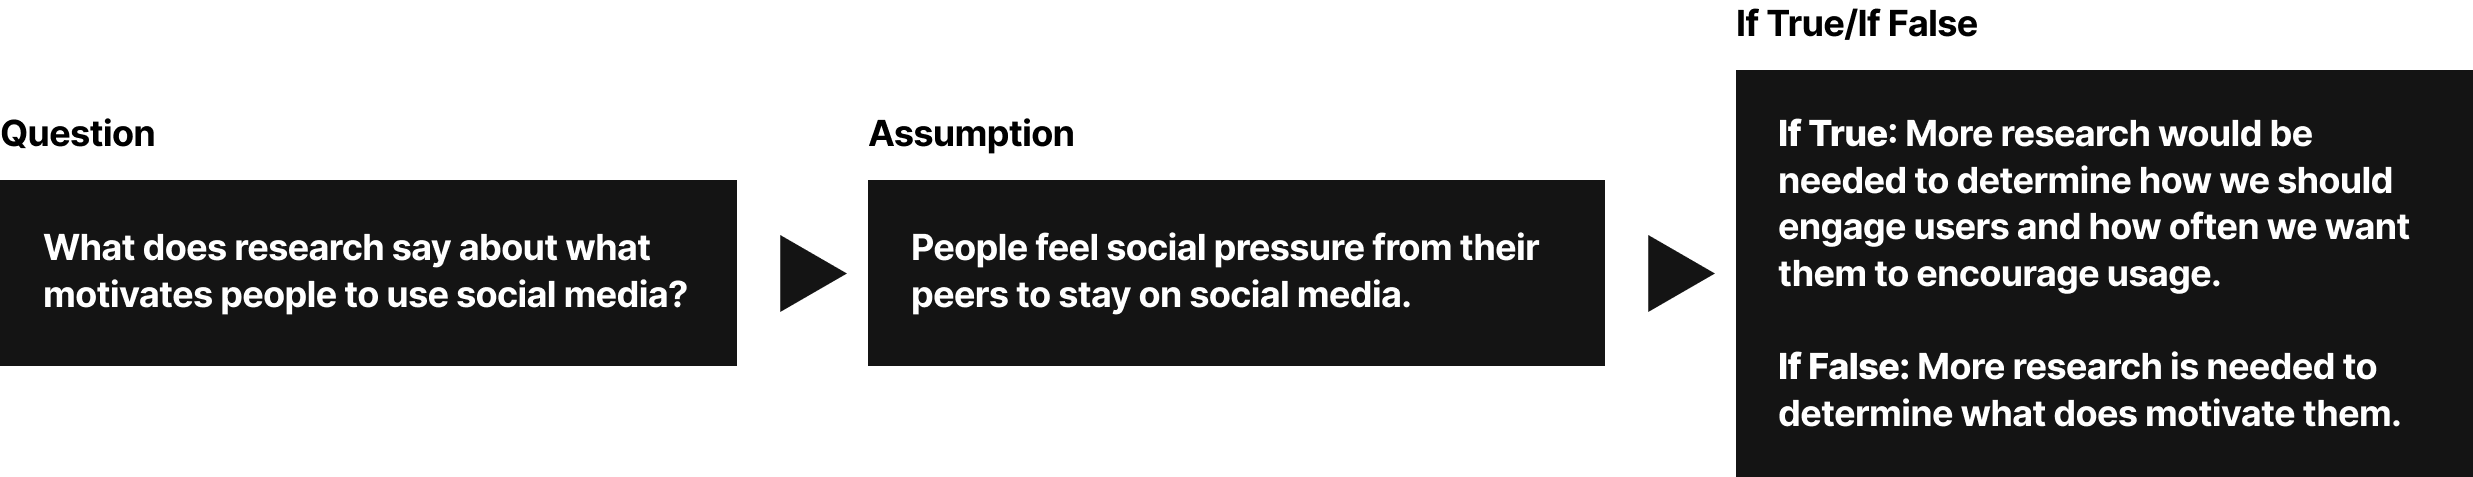 Question
What does research say about what
motivates people to use social media?
Assumption
People feel social pressure from their
peers to stay on social media.
If True/If False
If True: More research would be
needed to determine how we should
engage users and how often we want
them to encourage usage.
If False: More research is needed to
determine what does motivate them.